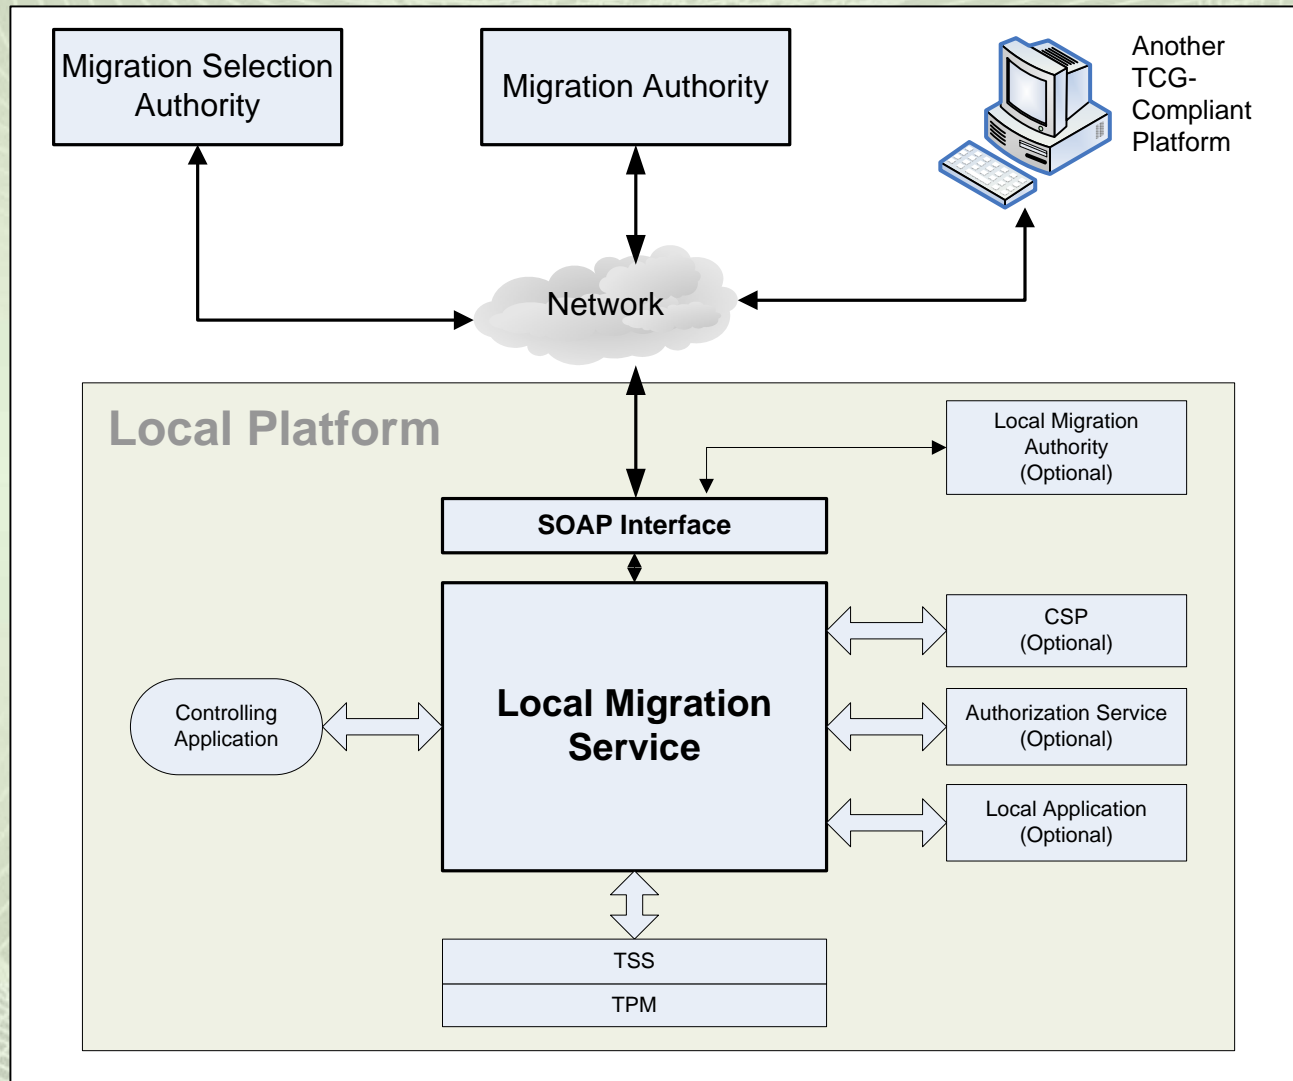 Migration Selection
Authority
Migration Authority
Another
TCG-
Compliant
Platform
Network
Local Platform
Local Migration
Authority
(Optional)
SOAP Interface
CSP
(Optional)
Local Migration
Service
Controlling
Application
Authorization Service
(Optional)
Local Application
(Optional)
TSS
TPM